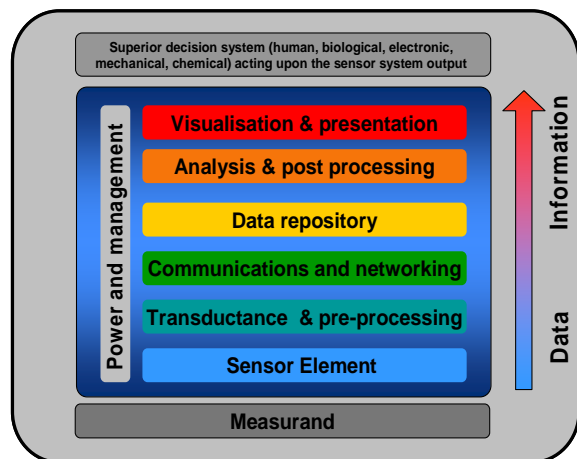 Superior decision system (human, biological, electronic,
mechanical, chemical) acting upon the sensor system output
Power and management
Visualisation & presentation
Analysis & post processing
Data repository
Communications and networking
Transductance & pre-processing
Sensor Element
Information
Data
Measurand